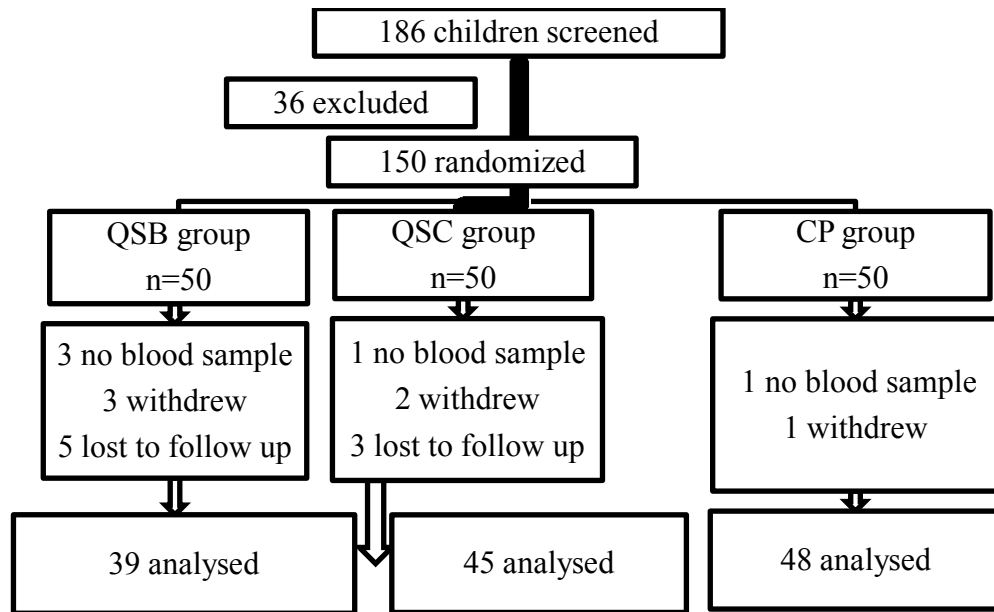 186 children screened
36 excluded
150 randomized
QSB group
n=50
QSC group
n=50
CP group
n=50
3 no blood sample
3 withdrew
5 lost to follow up
1 no blood sample
2 withdrew
3 lost to follow up
1 no blood sample
1 withdrew
39 analysed
45 analysed
48 analysed